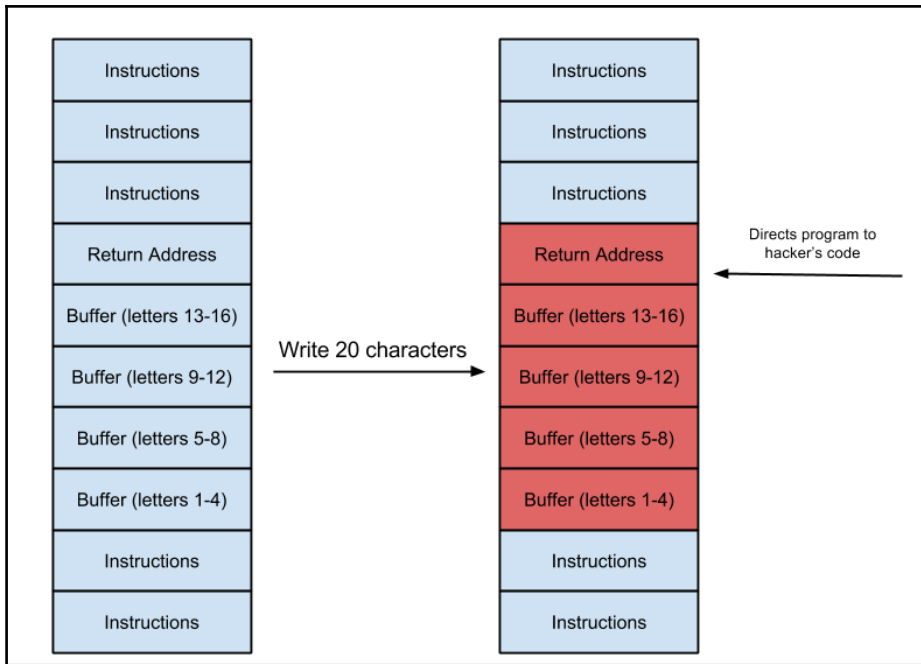 Instructions
Instructions
Instructions
Return Address
Buffer (letters 13-16)
Buffer (letters 9-12)
Buffer (letters 5-8)
Buffer (letters 1-4)
Instructions
Instructions
Write 20 characters
Instructions
Instructions
Instructions
Return Address
Buffer (letters 13-16)
Buffer (letters 9-12)
Buffer (letters 5-8)
Buffer (letters 1-4)
Instructions
Instructions
Directs program to
hacker's code